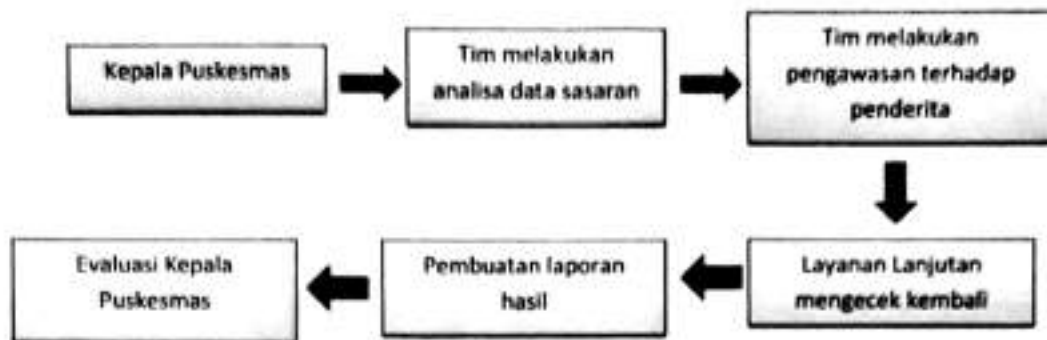 Kepala Puskesmas
Tim melakukan
analisa data sasaran
Tim melakukan
pengawasan terhadap
penderita
Layanan Lanjutan
mengecek kembali
Pembuatan laporan
hasil
Evaluasi Kepala
Puskesmas